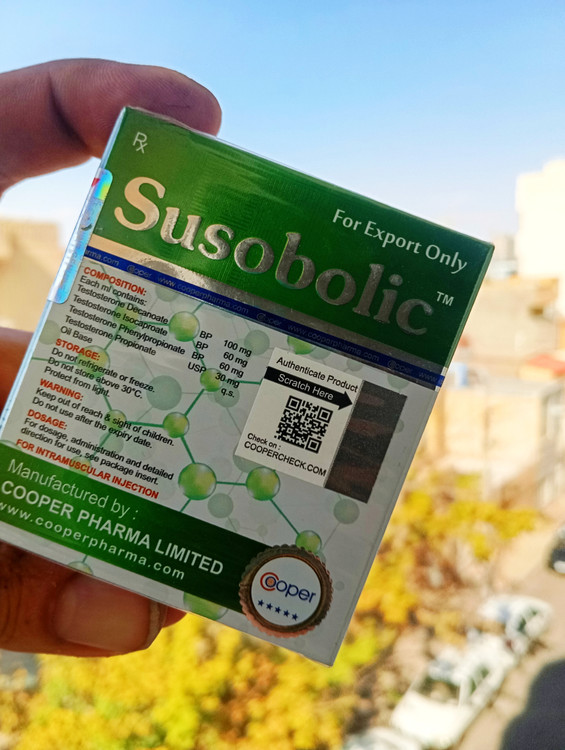 Rx
For Export Only
Susobolic™
www.cooperpharma.com
COMPOSITION:
Each ml contains:
Testosterone Decanoate BP 100 mg
Testosterone Isocaproate BP 60 mg
Testosterone Phenylpropionate BP 60 mg
Testosterone Propionate USP 30 mg
Oil Base q.s.
STORAGE:
Do not refrigerate or freeze.
Do not store above 30°C.
Protect from light.
WARNING:
Keep out of reach & sight of children.
Do not use after the expiry date.
DOSAGE:
For dosage, administration and detailed
direction for use, see package insert.
FOR INTRAMUSCULAR INJECTION
Authenticate Product
Scratch Here
Check on :
COOPERCHECK.COM
Manufactured by :
COOPER PHARMA LIMITED
www.cooperpharma.com
Cooper